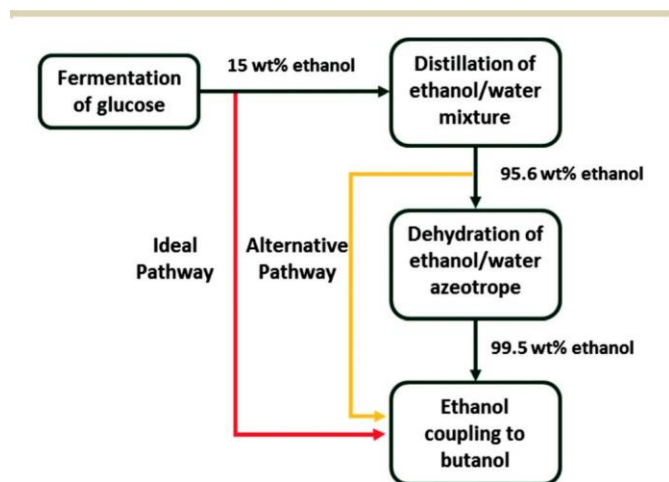 Fermentation
of glucose
15 wt% ethanol
Distillation of
ethanol/water
mixture
95.6 wt% ethanol
Ideal
Pathway
Alternative
Pathway
Dehydration of
ethanol/water
azeotrope
99.5 wt% ethanol
Ethanol
coupling to
butanol